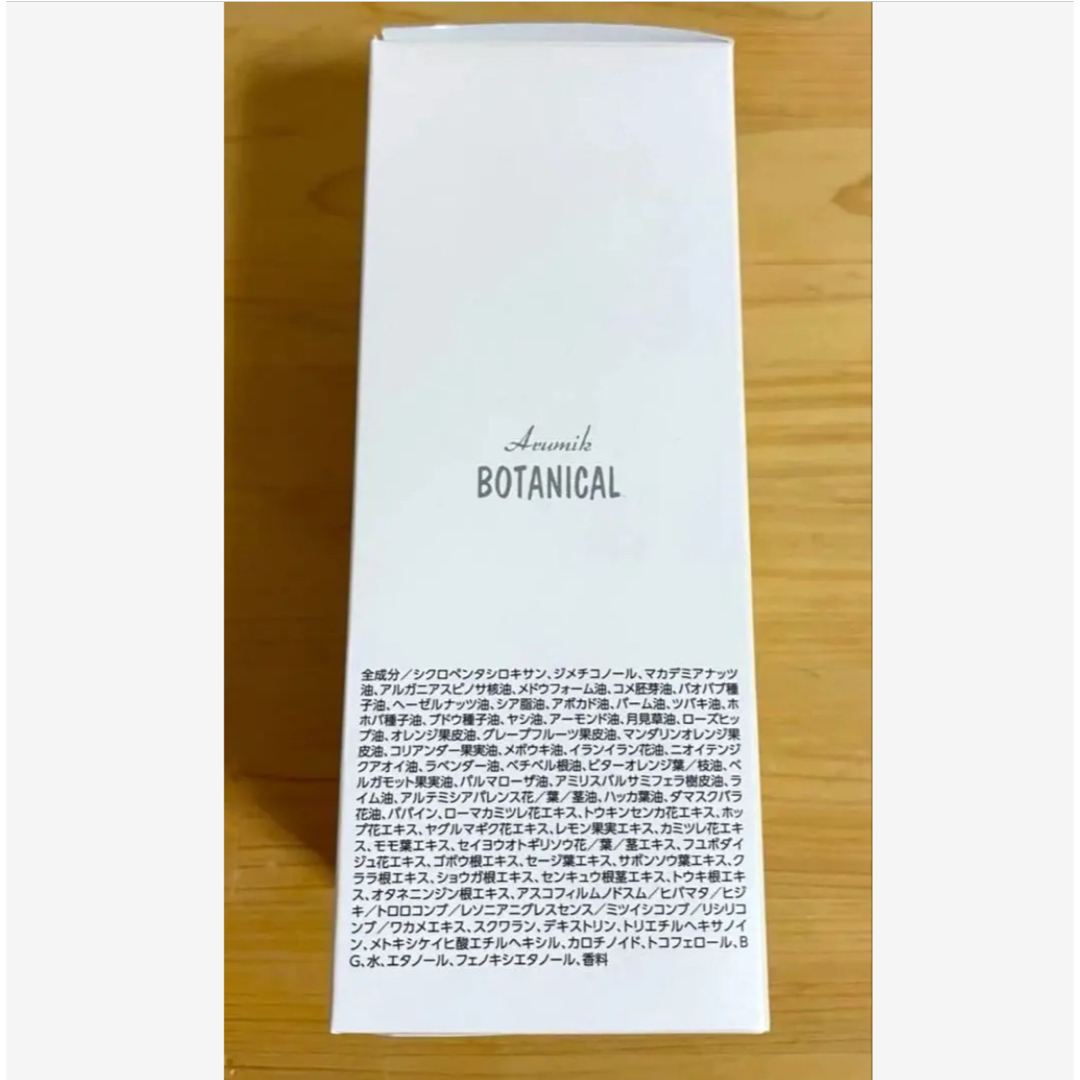 Arumik
BOTANICAL
全成分／シクロペンタシロキサン、ジメチコノール、マカデミアナッツ
油、アルガニアスピノサ核油、メドウフォーム油、コメ胚芽油、バオバブ種
子油、ヘーゼルナッツ油、シア脂油、アボカド油、パーム油、ツバキ油、ホ
ホバ種子油、ブドウ種子油、ヤシ油、アーモンド油、月見草油、ローズヒッ
プ油、オレンジ果皮油、グレープフルーツ果皮油、マンダリンオレンジ果
皮油、コリアンダー果実油、メボウキ油、イランイラン花油、ニオイテンジ
クアオイ油、ラベンダー油、ベチベル根油、ビターオレンジ葉／枝油、ベ
ルガモット果実油、パルマローザ油、アミリスバルサミフェラ樹皮油、ラ
イム油、アルテミシアパレンス花／葉／茎油、ハッカ葉油、ダマスクバラ
花油、パパイン、ローマカミツレ花エキス、トウキンセンカ花エキス、ホッ
プ花エキス、ヤグルマギク花エキス、レモン果実エキス、カミツレ花エキ
ス、モモ葉エキス、セイヨウオトギリソウ花／葉／茎エキス、フユボダイ
ジュ花エキス、ゴボウ根エキス、セージ葉エキス、サボンソウ葉エキス、ク
ララ根エキス、ショウガ根エキス、センキュウ根茎エキス、トウキ根エキ
ス、オタネニンジン根エキス、アスコフィルムノドスム／ヒバマタ／ヒジ
キ／トロロコンブ／レソニアニグレスセンス／ミツイシコンブ／リシリコ
ンブ／ワカメエキス、スクワラン、デキストリン、トリエチルヘキサノイ
ン、メトキシケイヒ酸エチルヘキシル、カロチノイド、トコフェロール、B
G、水、エタノール、フェノキシエタノール、香料